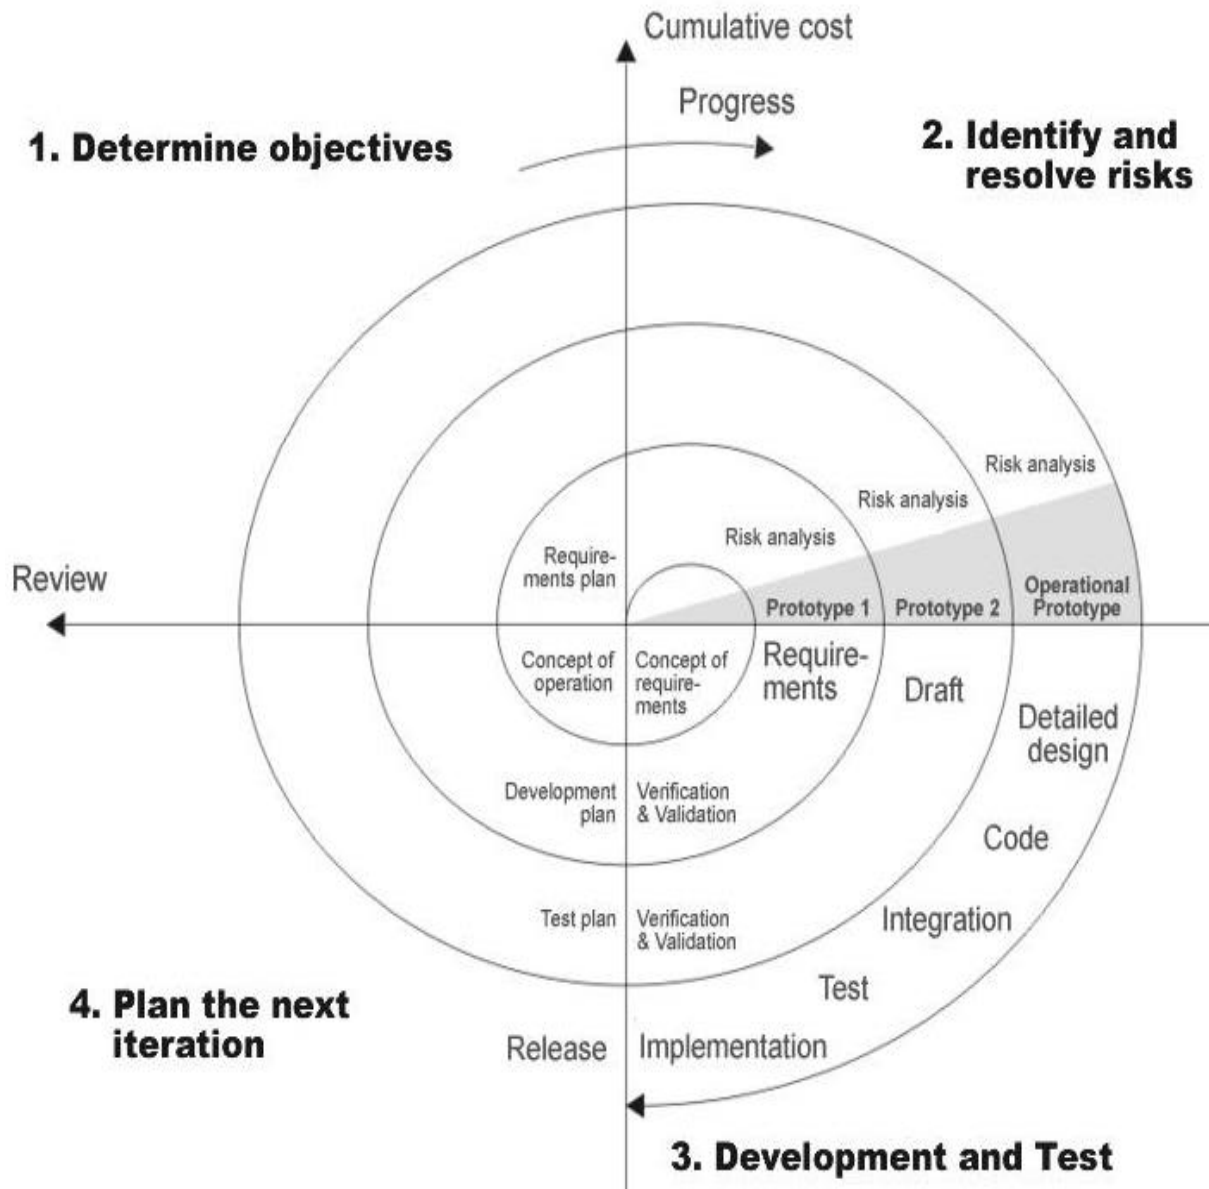 Cumulative cost
Progress
1. Determine objectives
2. Identify and
resolve risks
Risk analysis
Risk analysis
Risk analysis
Require-
ments plan
Review
Operational
Prototype
Prototype 1
Prototype 2
Concept of
operation
Concept of
require-
ments
Require-
ments
Draft
Detailed
design
Development
plan
Verification
& Validation
Code
Test plan
Verification
& Validation
Integration
Test
4. Plan the next
iteration
Release
Implementation
3. Development and Test